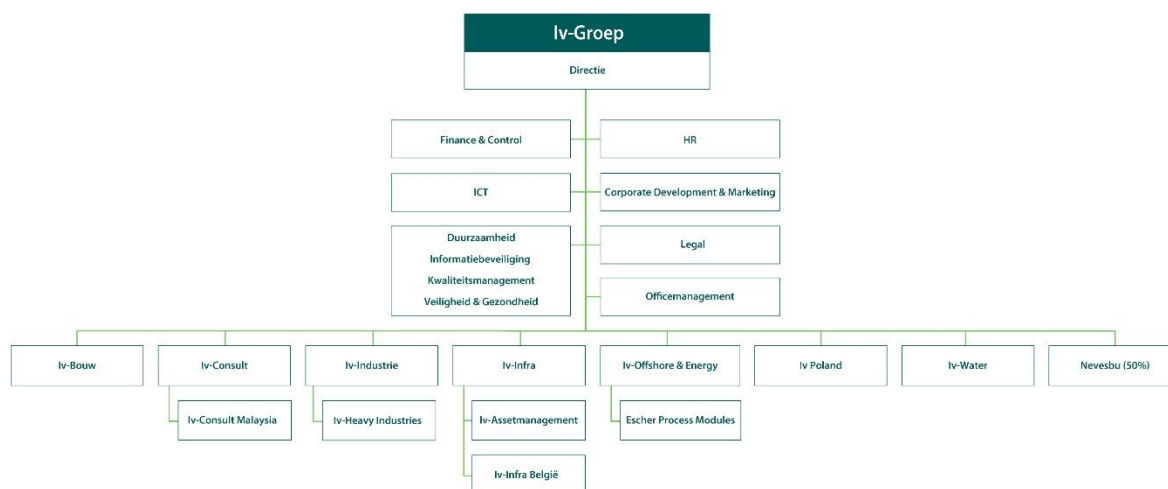 Iv-Groep
Directie
Finance & Control
HR
ICT
Corporate Development & Marketing
Duurzaamheid
Informatiebeveiliging
Kwaliteitsmanagement
Veiligheid & Gezondheid
Legal
Officemanagement
Iv-Bouw
Iv-Consult
Iv-Industrie
Iv-Infra
Iv-Offshore & Energy
Iv Poland
Iv-Water
Nevesbu (50%)
Iv-Consult Malaysia
Iv-Heavy Industries
Iv-Assetmanagement
Escher Process Modules
Iv-Infra België